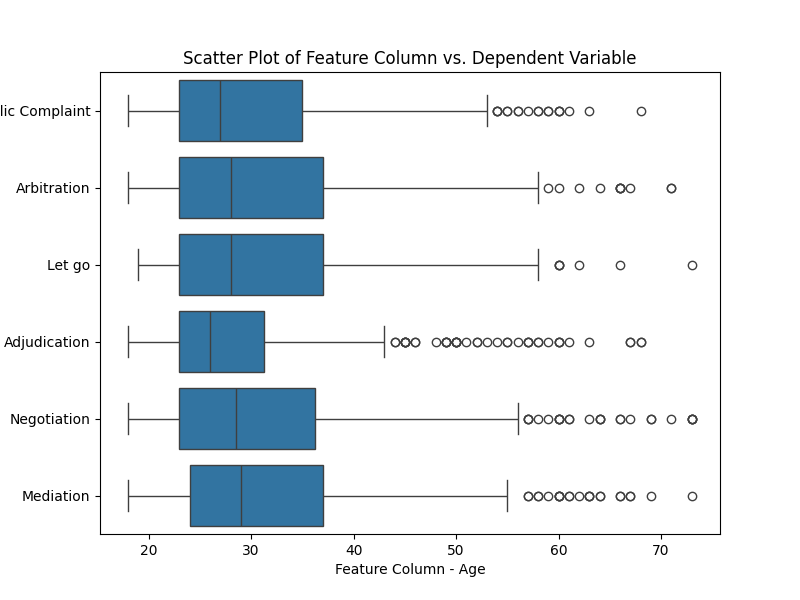 Scatter Plot of Feature Column vs. Dependent Variable
lic Complaint
Arbitration
Let go
Adjudication
Negotiation
Mediation
20 30 40 50 60 70
Feature Column - Age